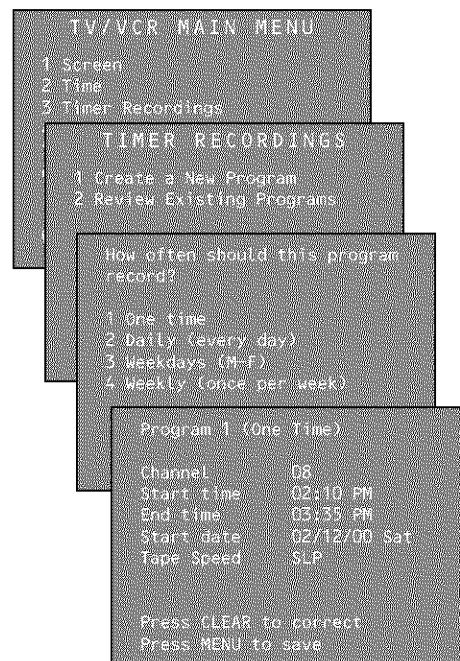 TV/VCR MAIN MENU
1 Screen
2 Time
3 Timer Recordings
TIMER RECORDINGS
1 Create a New Program
2 Review Existing Programs
How often should this program
record?
1 One time
2 Daily (every day)
3 Weekdays (M-F)
4 Weekly (once per week)
Program 1 (One Time)
Channel 08
Start time 02:10 PM
End time 03:35 PM
Start date 02/12/00 Sat
Tape Speed SLP
Press CLEAR to correct
Press MENU to save